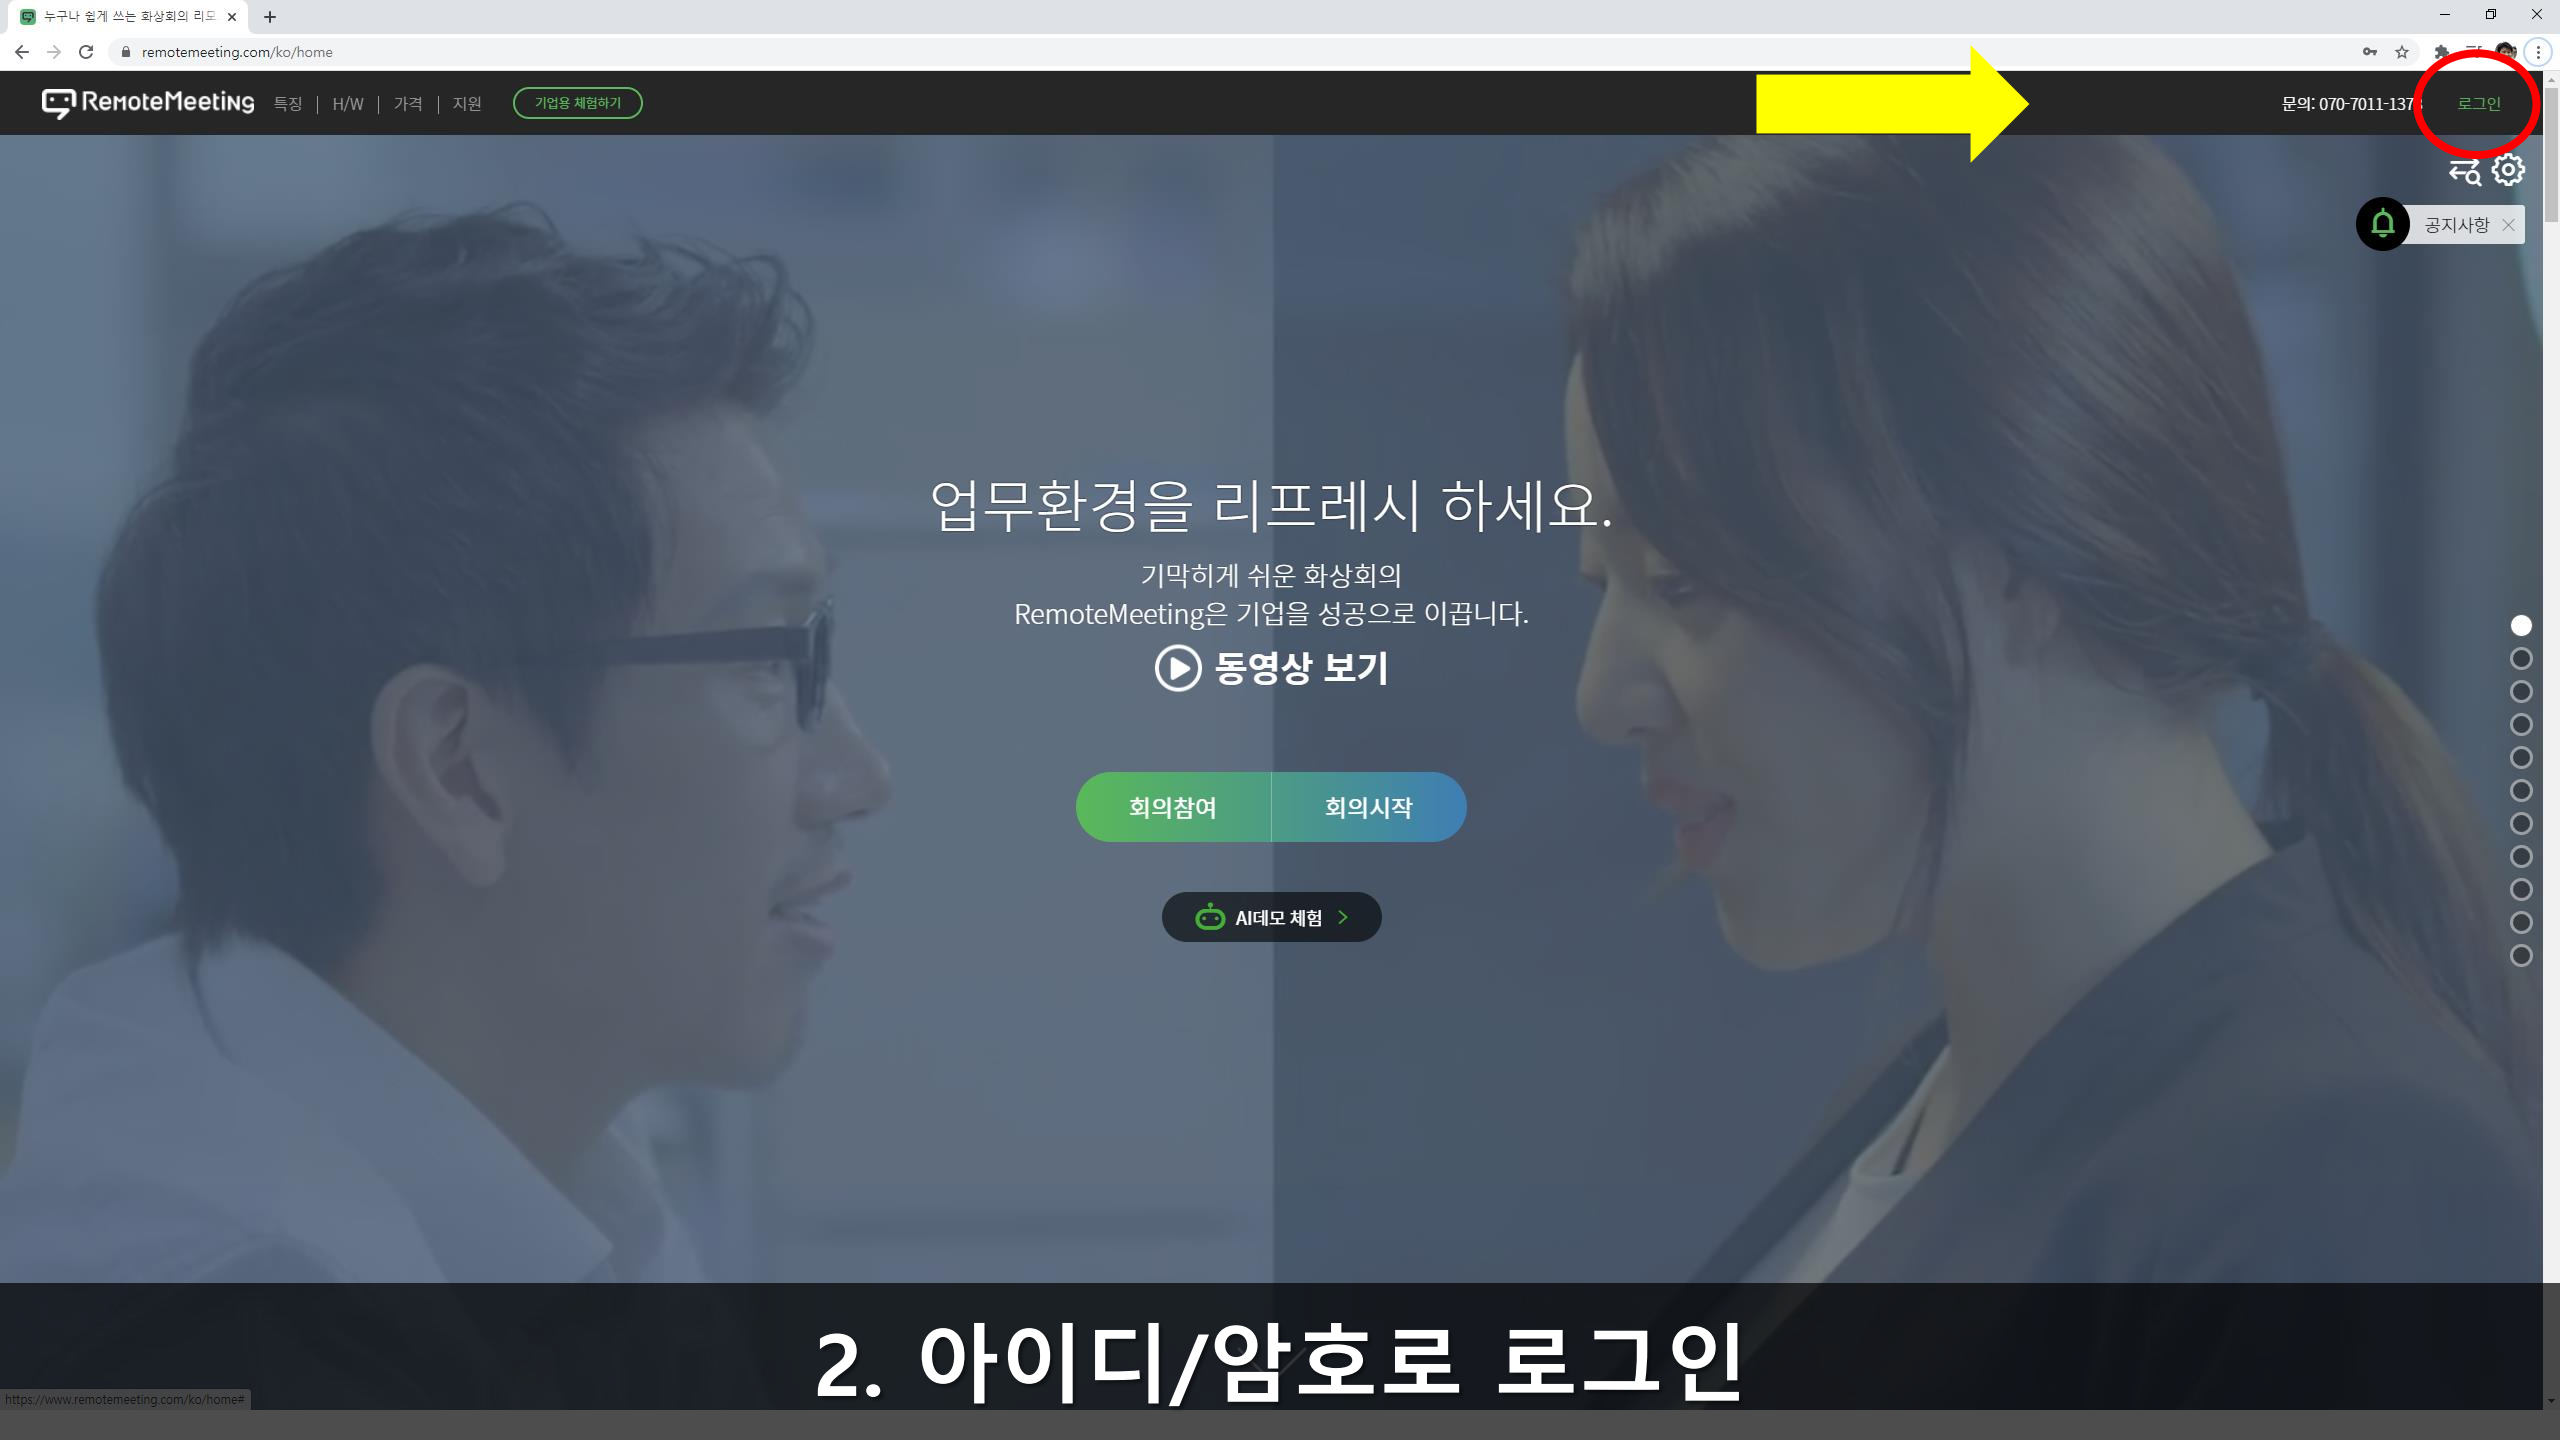 누구나 쉽게 쓰는 화상회의 리모
remotemeeting.com/ko/home
RemoteMeeting 특징 H/W 가격 지원 기업용 체험하기 문의: 070-7011-137 로그인
공지사항
업무환경을 리프레시 하세요.
기막히게 쉬운 화상회의
RemoteMeeting은 기업을 성공으로 이끕니다.
동영상 보기
회의참여 회의시작
AI데모 체험
2. 아이디/암호로 로그인
https://www.remotemeeting.com/ko/home#